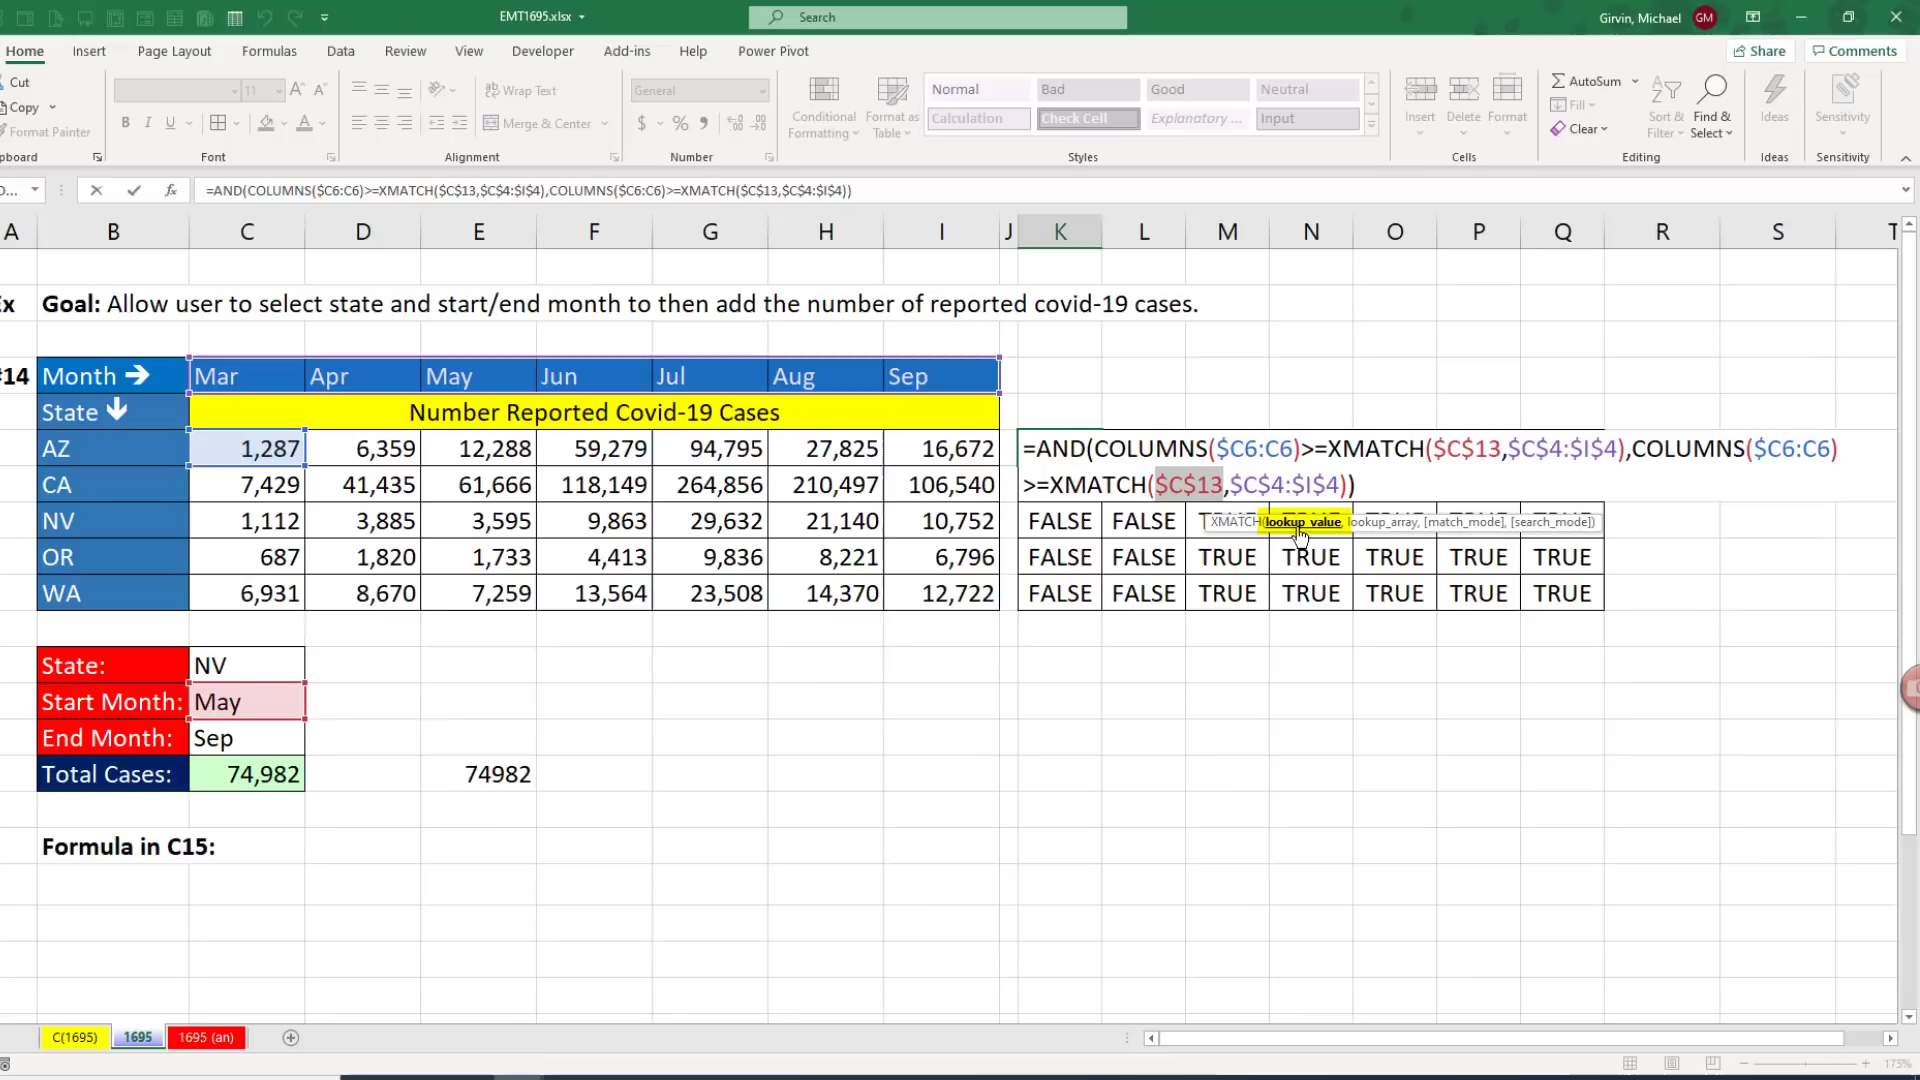 EMT1695.xlsx
Search
Girvin, Michael GM
Home Insert Page Layout Formulas Data Review View Developer Add-ins Help Power Pivot Share Comments
Cut
Copy
Format Painter
11
Wrap Text
Merge & Center
General
Conditional Formatting
Format as Table
Normal Bad Good Neutral
Calculation Check Cell Explanatory ... Input
Insert Delete Format
AutoSum
Fill
Clear
Sort & Filter
Find & Select
Ideas
Sensitivity
pboard Font Alignment Number Styles Cells Editing Ideas Sensitivity
O... fx =AND(COLUMNS($C6:C6)>=XMATCH($C$13,$C$4:$I$4),COLUMNS($C6:C6)>=XMATCH($C$13,$C$4:$I$4))
A B C D E F G H I J K L M N O P Q R S T
Ex Goal: Allow user to select state and start/end month to then add the number of reported covid-19 cases.
#14 Month → Mar Apr May Jun Jul Aug Sep
State ↓ Number Reported Covid-19 Cases
AZ 1,287 6,359 12,288 59,279 94,795 27,825 16,672 =AND(COLUMNS($C6:C6)>=XMATCH($C$13,$C$4:$I$4),COLUMNS($C6:C6)
CA 7,429 41,435 61,666 118,149 264,856 210,497 106,540 >=XMATCH($C$13,$C$4:$I$4))
NV 1,112 3,885 3,595 9,863 29,632 21,140 10,752 FALSE FALSE
XMATCH(lookup_value, lookup_array, [match_mode], [search_mode])
OR 687 1,820 1,733 4,413 9,836 8,221 6,796 FALSE FALSE TRUE TRUE TRUE TRUE TRUE
WA 6,931 8,670 7,259 13,564 23,508 14,370 12,722 FALSE FALSE TRUE TRUE TRUE TRUE TRUE
State: NV
Start Month: May
End Month: Sep
Total Cases: 74,982 74982
Formula in C15:
C(1695) 1695 1695 (an)
175%